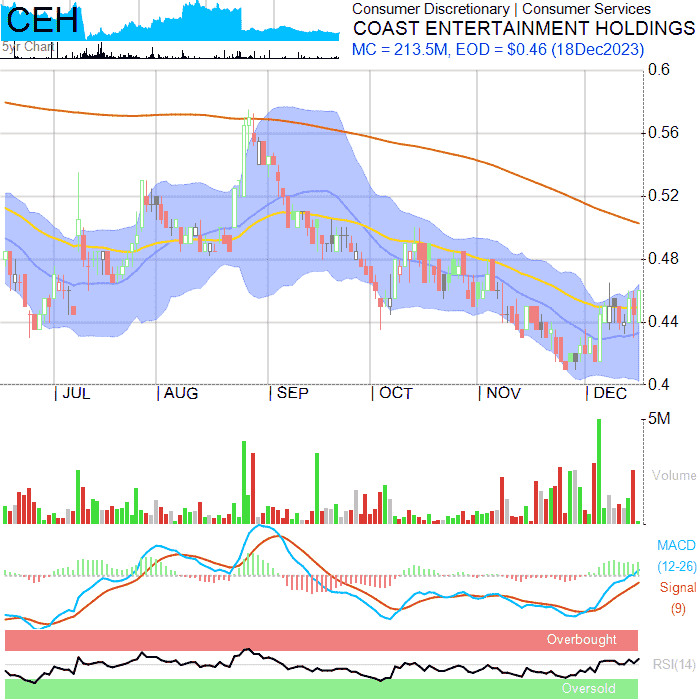 CEH
5yr Chart
Consumer Discretionary | Consumer Services
COAST ENTERTAINMENT HOLDINGS
MC = 213.5M, EOD = $0.46 (18Dec2023)
0.6
0.56
0.52
0.48
0.44
0.4
| JUL | AUG | SEP | OCT | NOV | DEC
5M
Volume
MACD
(12-26)
Signal
(9)
Overbought
RSI(14)
Oversold